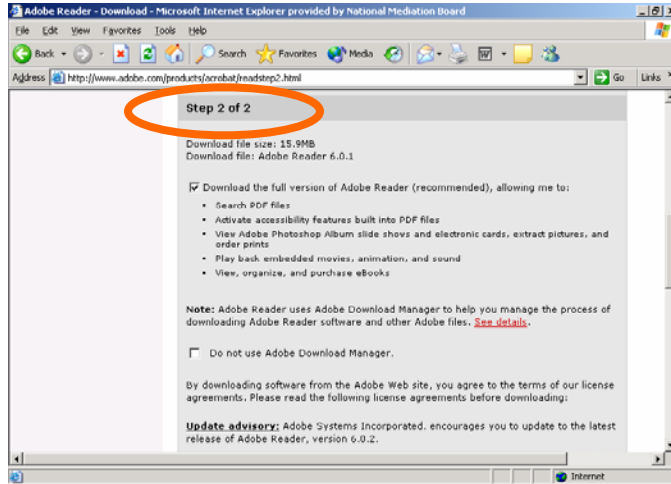 Adobe Reader - Download - Microsoft Internet Explorer provided by National Mediation Board
File Edit View Favorites Tools Help
Back Search Favorites Media
Address http://www.adobe.com/products/acrobat/readstep2.html Go Links
Step 2 of 2
Download file size: 15.9MB
Download file: Adobe Reader 6.0.1
Download the full version of Adobe Reader (recommended), allowing me to:
• Search PDF files
• Activate accessibility features built into PDF files
• View Adobe Photoshop Album slide shows and electronic cards, extract pictures, and
order prints
• Play back embedded movies, animation, and sound
• View, organize, and purchase eBooks
Note: Adobe Reader uses Adobe Download Manager to help you manage the process of
downloading Adobe Reader software and other Adobe files. See details.
Do not use Adobe Download Manager.
By downloading software from the Adobe Web site, you agree to the terms of our license
agreements. Please read the following license agreements before downloading:
Update advisory: Adobe Systems Incorporated. encourages you to update to the latest
release of Adobe Reader, version 6.0.2.
Internet